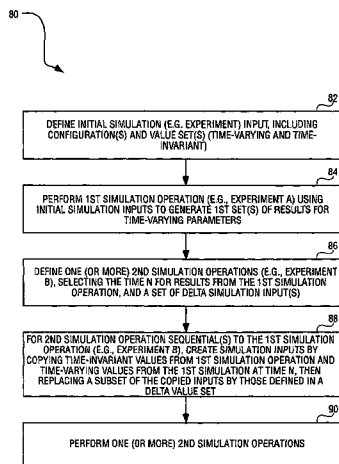 80
82
DEFINE INITIAL SIMULATION (E.G. EXPERIMENT) INPUT, INCLUDING
CONFIGURATION(S) AND VALUE SET(S) (TIME-VARYING AND TIME-
INVARIANT)
84
PERFORM 1ST SIMULATION OPERATION (E.G., EXPERIMENT A) USING
INITIAL SIMULATION INPUTS TO GENERATE 1ST SET(S) OF RESULTS FOR
TIME-VARYING PARAMETERS
86
DEFINE ONE (OR MORE) 2ND SIMULATION OPERATIONS (E.G., EXPERIMENT
B), SELECTING THE TIME N FOR RESULTS FROM THE 1ST SIMULATION
OPERATION, AND A SET OF DELTA SIMULATION INPUT(S)
88
FOR 2ND SIMULATION OPERATION SEQUENTIAL(S) TO THE 1ST SIMULATION
OPERATION (E.G., EXPERIMENT B), CREATE SIMULATION INPUTS BY
COPYING TIME-INVARIANT VALUES FROM 1ST SIMULATION OPERATION AND
TIME-VARYING VALUES FROM THE 1ST SIMULATION AT TIME N, THEN
REPLACING A SUBSET OF THE COPIED INPUTS BY THOSE DEFINED IN A
DELTA VALUE SET
90
PERFORM ONE (OR MORE) 2ND SIMULATION OPERATIONS